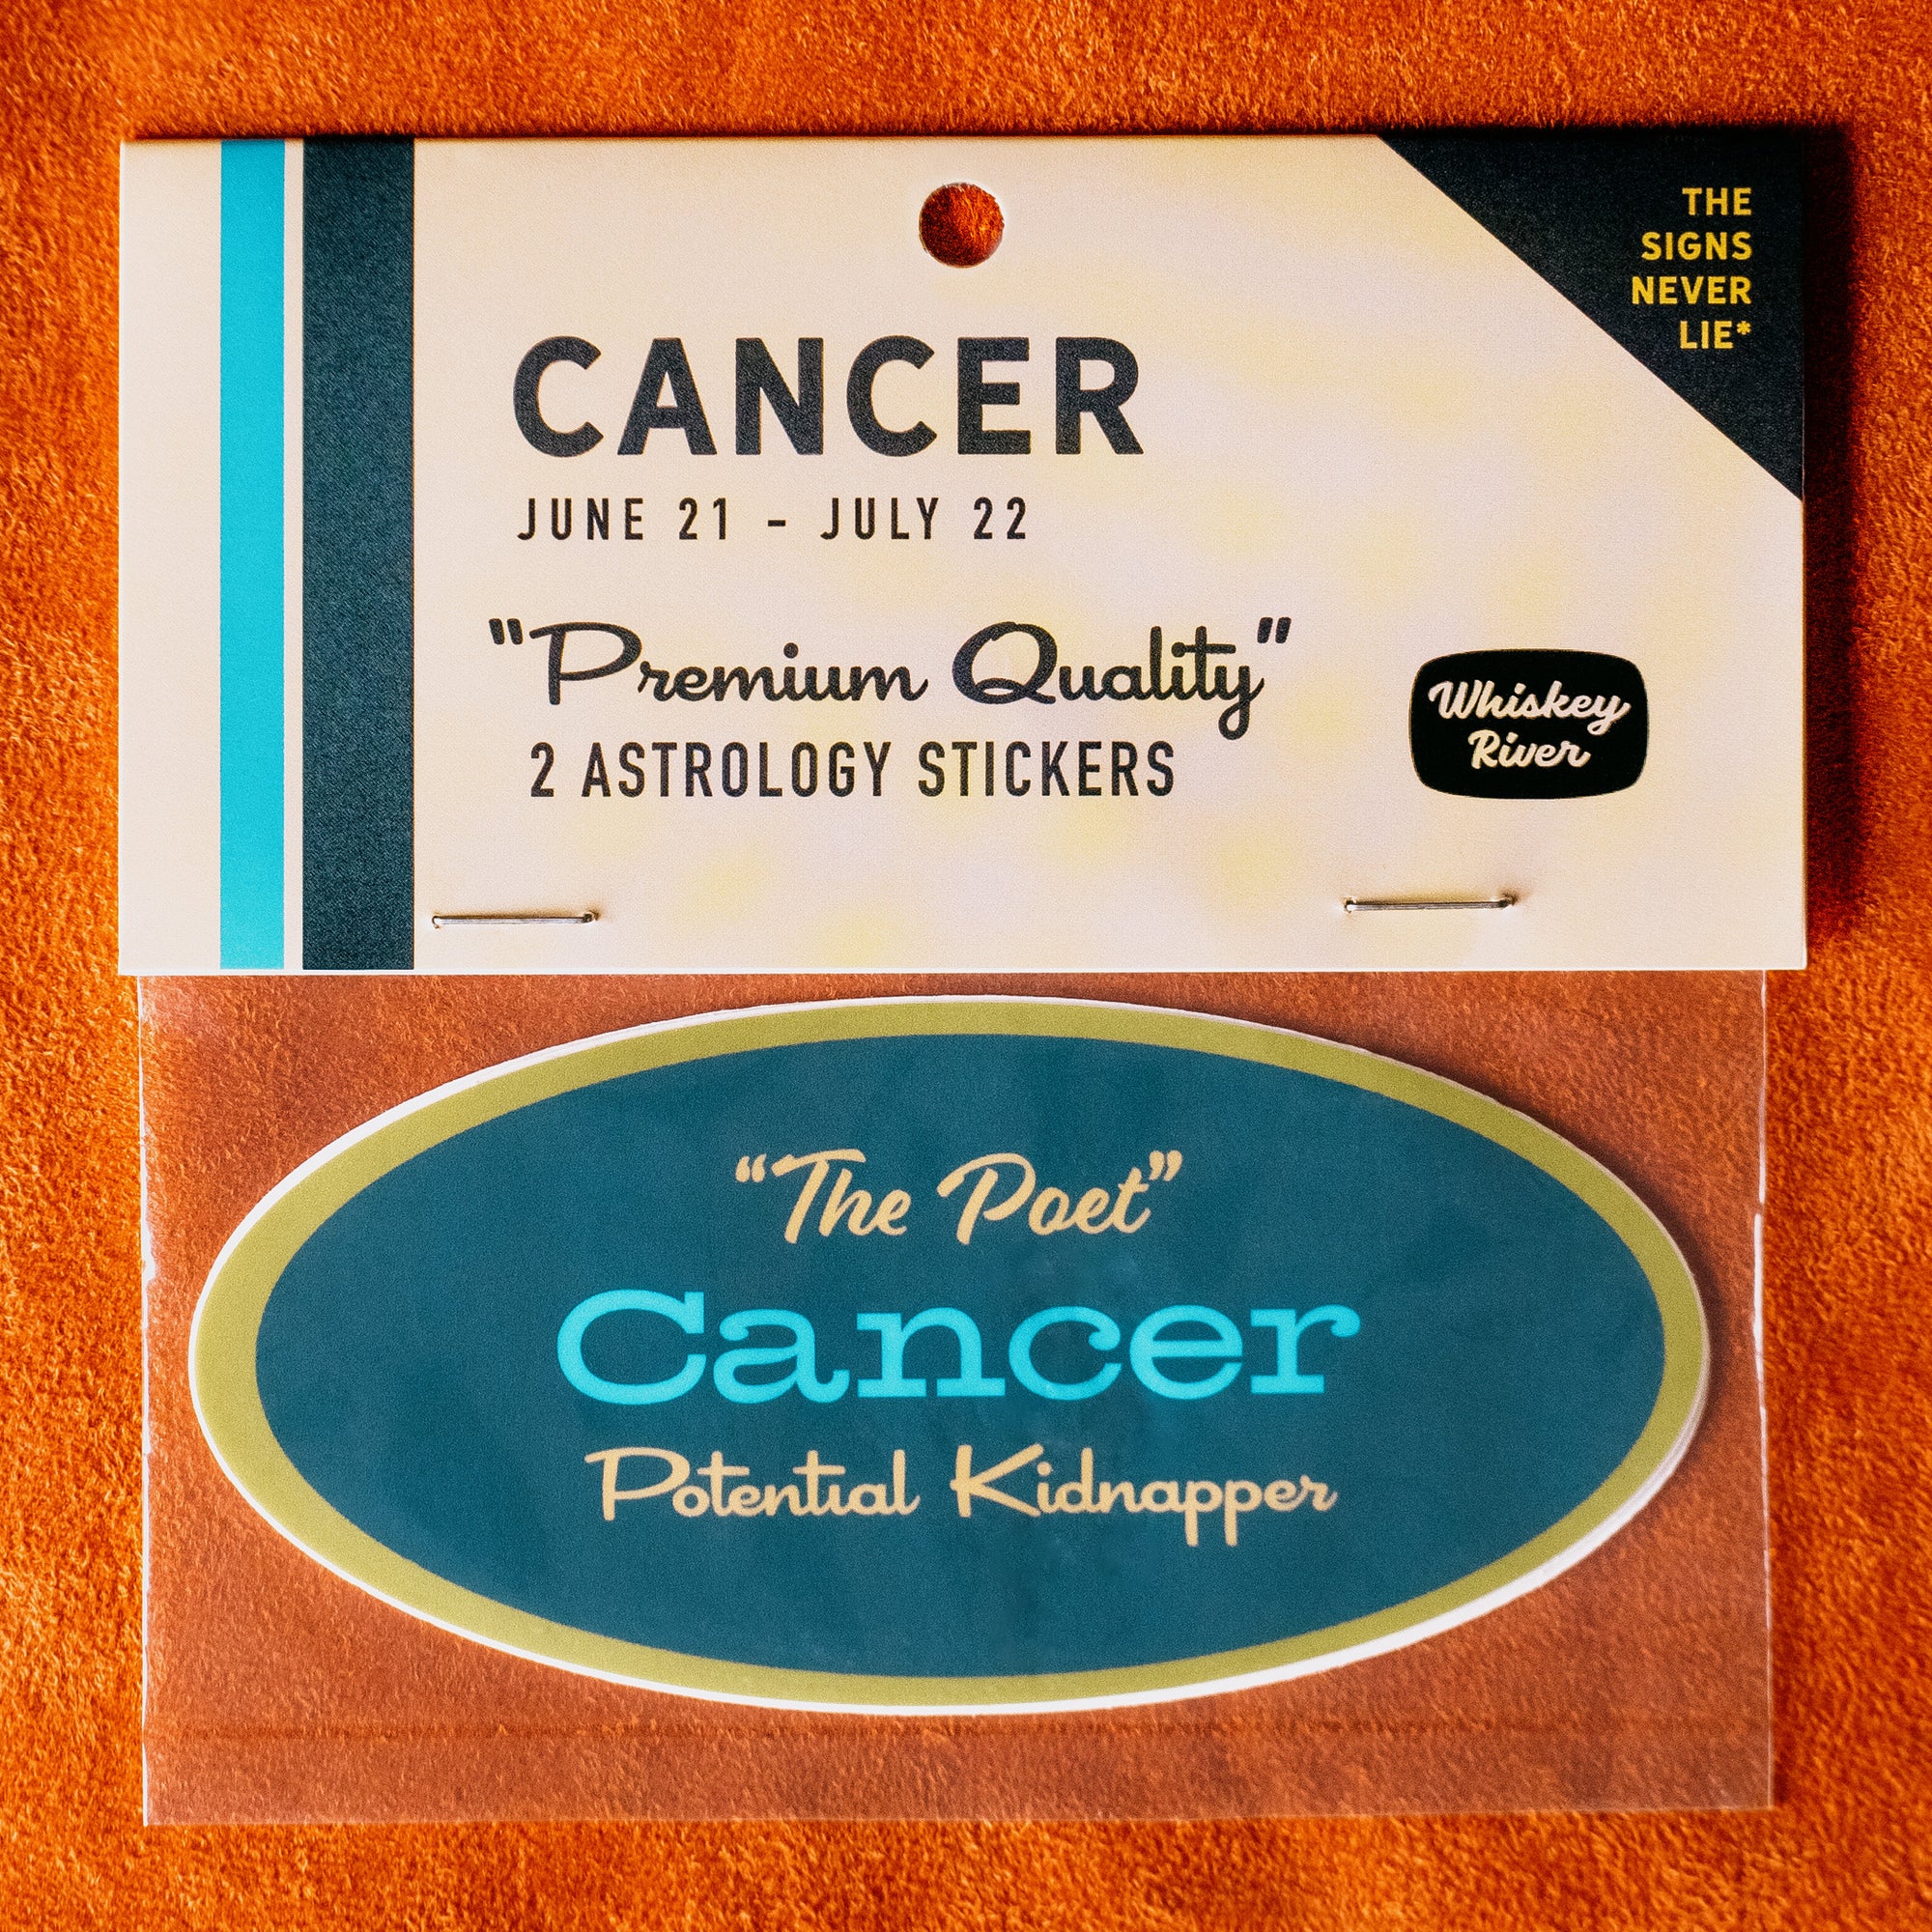 THE
SIGNS
NEVER
LIE*
CANCER
JUNE 21 - JULY 22
"Premium Quality"
2 ASTROLOGY STICKERS
Whiskey
River
“The Poet”
Cancer
Potential Kidnapper